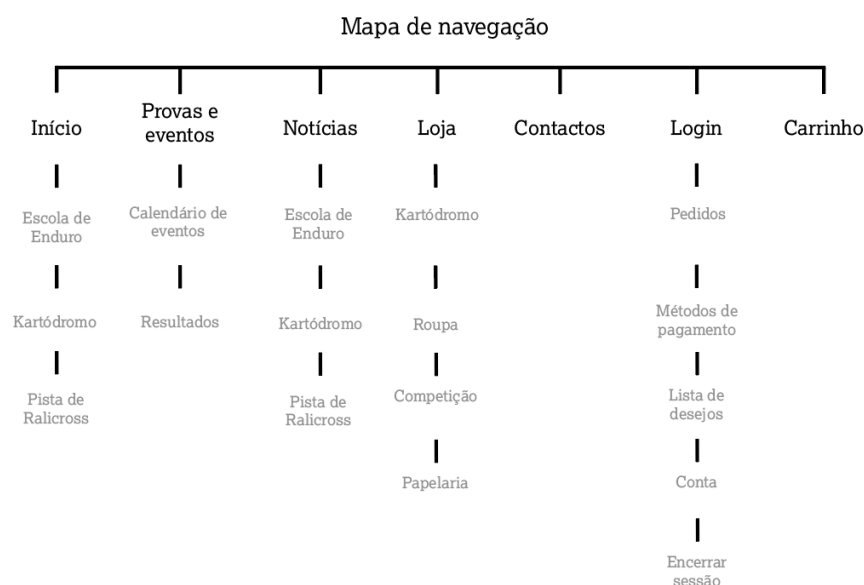 Mapa de navegação
Início
Provas e
eventos
Notícias
Loja
Contactos
Login
Carrinho
Escola de
Enduro
Calendário de
eventos
Escola de
Enduro
Kartódromo
Pedidos
Kartódromo
Resultados
Kartódromo
Roupa
Métodos de
pagamento
Pista de
Ralicross
Pista de
Ralicross
Competição
Lista de
desejos
Papelaria
Conta
Encerrar
sessão